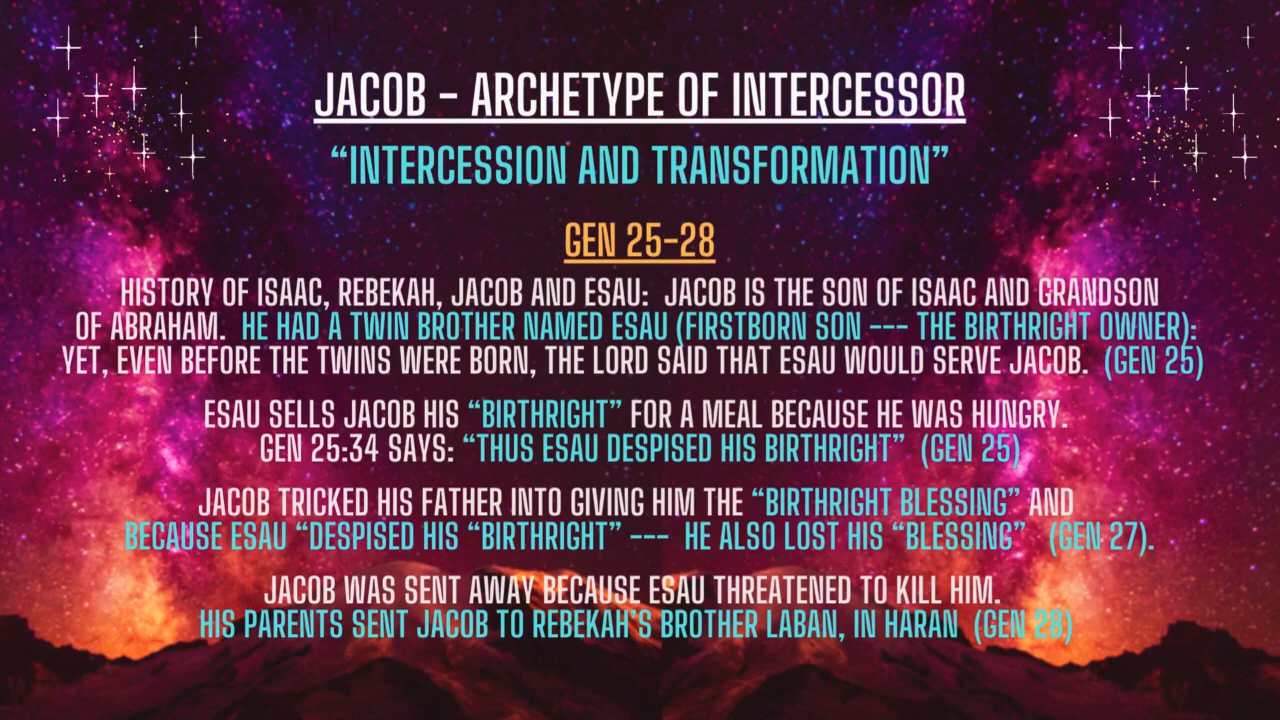 JACOB – ARCHETYPE OF INTERCESSOR
“INTERCESSION AND TRANSFORMATION”
GEN 25–28
HISTORY OF ISAAC, REBEKAH, JACOB AND ESAU:  JACOB IS THE SON OF ISAAC AND GRANDSON
OF ABRAHAM.  HE HAD A TWIN BROTHER NAMED ESAU (FIRSTBORN SON --- THE BIRTHRIGHT OWNER):
YET, EVEN BEFORE THE TWINS WERE BORN, THE LORD SAID THAT ESAU WOULD SERVE JACOB.  (GEN 25)
ESAU SELLS JACOB HIS “BIRTHRIGHT” FOR A MEAL BECAUSE HE WAS HUNGRY.
GEN 25:34 SAYS: “THUS ESAU DESPISED HIS BIRTHRIGHT”  (GEN 25)
JACOB TRICKED HIS FATHER INTO GIVING HIM THE “BIRTHRIGHT BLESSING” AND
BECAUSE ESAU “DESPISED HIS “BIRTHRIGHT” ---  HE ALSO LOST HIS “BLESSING”   (GEN 27).
JACOB WAS SENT AWAY BECAUSE ESAU THREATENED TO KILL HIM.
HIS PARENTS SENT JACOB TO REBEKAH'S BROTHER LABAN, IN HARAN  (GEN 28)